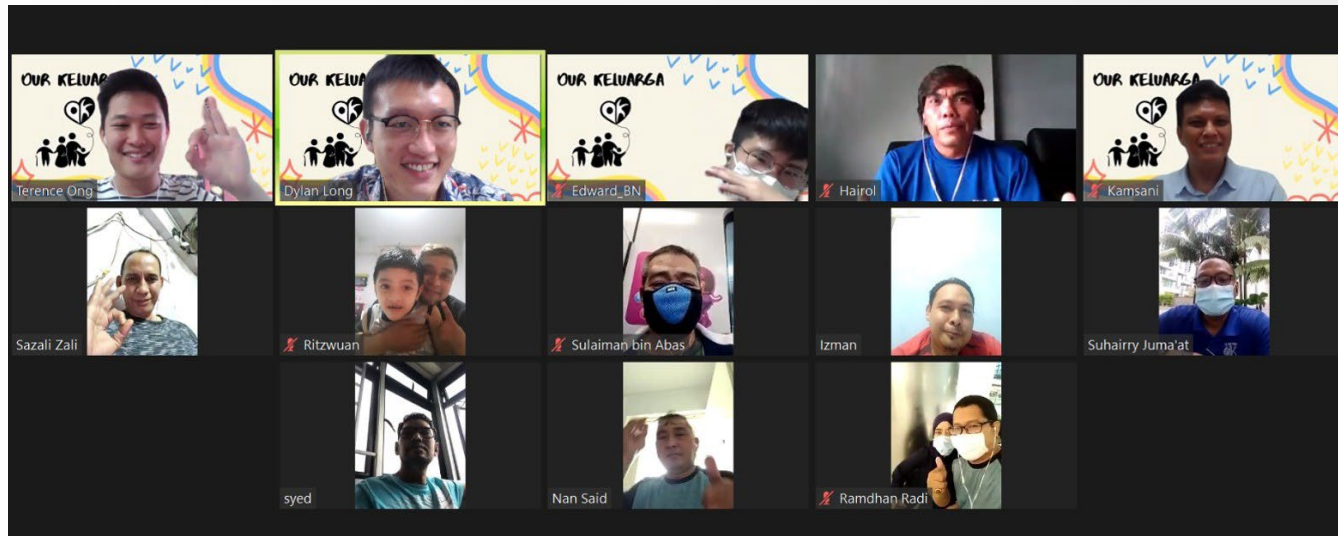 OUR KELUARGA
Terence Ong
OUR KELUA
Dylan Long
OUR KELUARGA
Edward_BN
Hairol
OUR KELUARGA
Kamsani
Sazali Zali
Ritzwuan
Sulaiman bin Abas
Izman
Suhairry Juma'at
syed
Nan Said
Ramdhan Radi